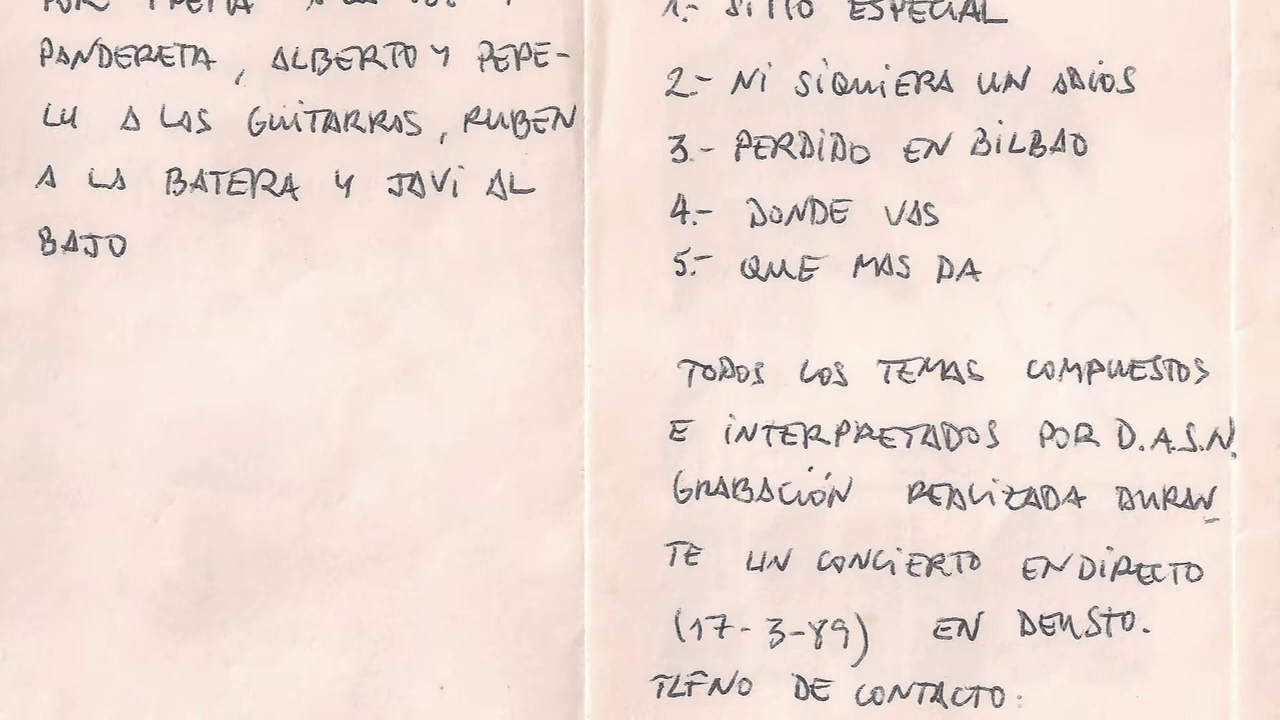 PANDERETA, ALBERTO Y PEPE-
LU A LAS GUITARRAS, RUBEN
A LA BATERA Y JAVI AL
BAJO
1.- SITIO ESPECIAL
2.- NI SIQUIERA UN ADIOS
3.- PERDIDO EN BILBAO
4.- DONDE VAS
5.- QUE MAS DA
TODOS LOS TEMAS COMPUESTOS
E INTERPRETADOS POR D.A.S.N.
GRABACIÓN REALIZADA DURAN_
TE UN CONCIERTO EN DIRECTO
(17-3-89) EN DEUSTO.
TLFNO DE CONTACTO: